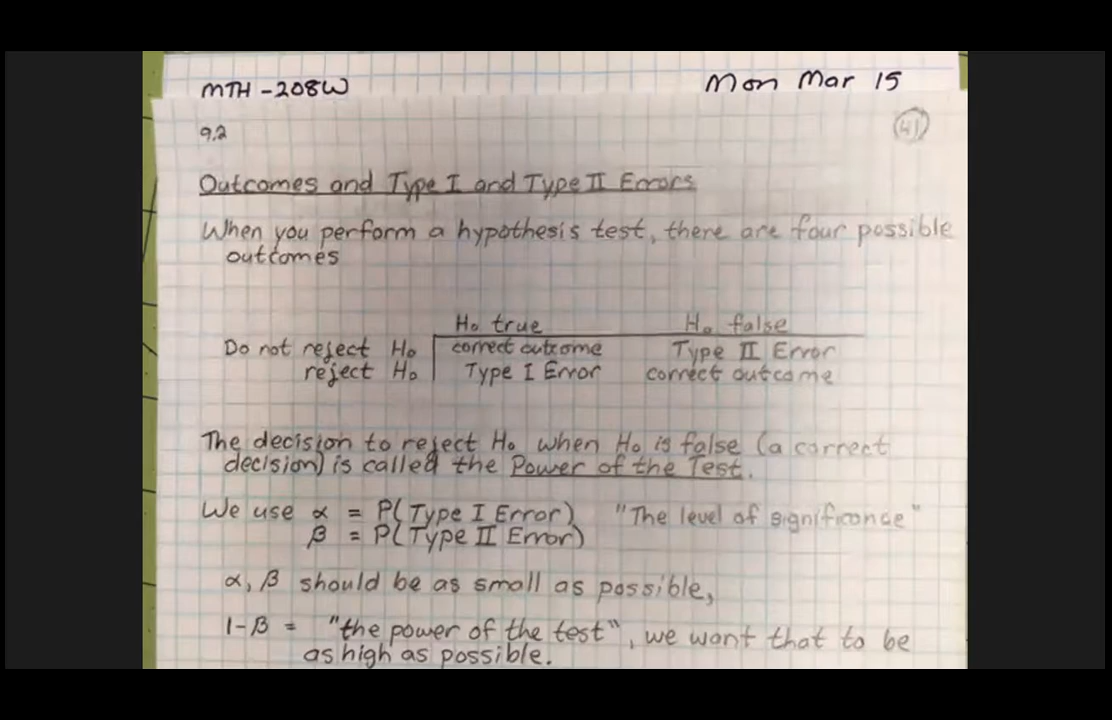 MTH-208W Mon Mar 15
9.2 41
Outcomes and Type I and Type II Errors
When you perform a hypothesis test, there are four possible
outcomes
H₀ true H₀ false
Do not reject H₀ correct outcome Type II Error
reject H₀ Type I Error correct outcome
The decision to reject H₀ when H₀ is false (a correct
decision) is called the Power of the Test.
We use α = P(Type I Error) "The level of significance"
β = P(Type II Error)
α, β should be as small as possible,
1-β = "the power of the test", we want that to be
as high as possible.